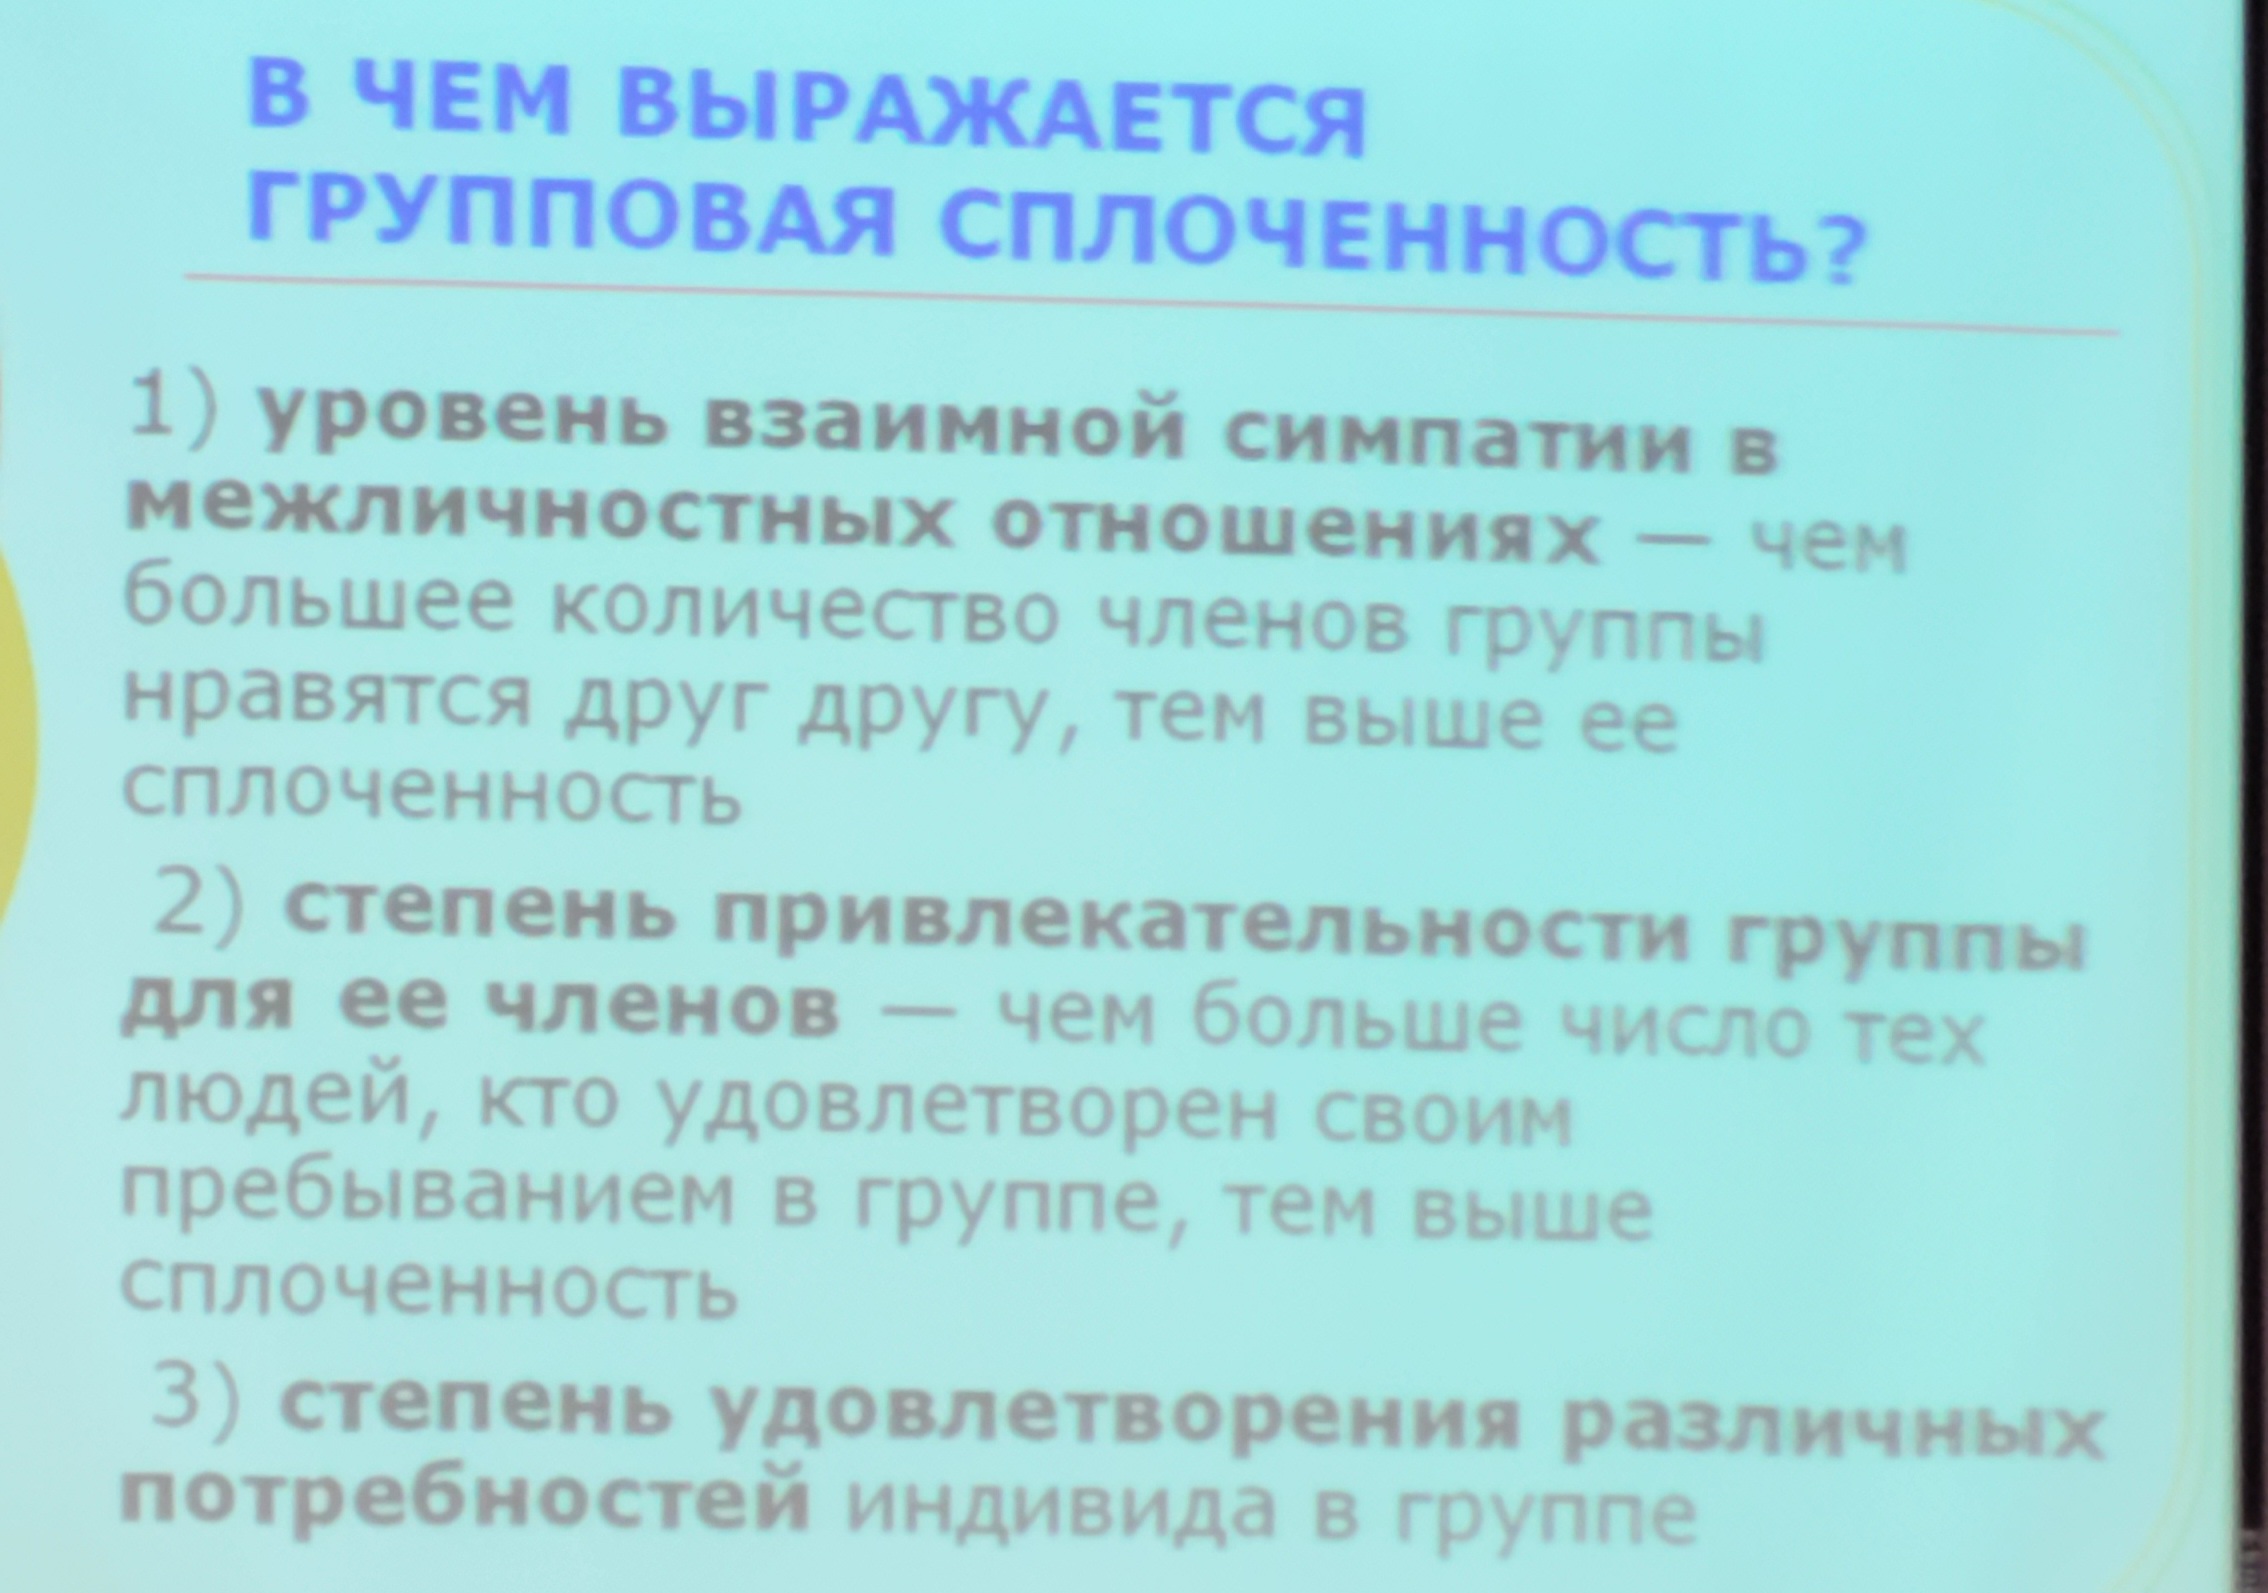 В ЧЕМ ВЫРАЖАЕТСЯ
ГРУППОВАЯ СПЛОЧЕННОСТЬ?
1) уровень взаимной симпатии в
межличностных отношениях — чем
большее количество членов группы
нравятся друг другу, тем выше ее
сплоченность
2) степень привлекательности группы
для ее членов — чем больше число тех
людей, кто удовлетворен своим
пребыванием в группе, тем выше
сплоченность
3) степень удовлетворения различных
потребностей индивида в группе